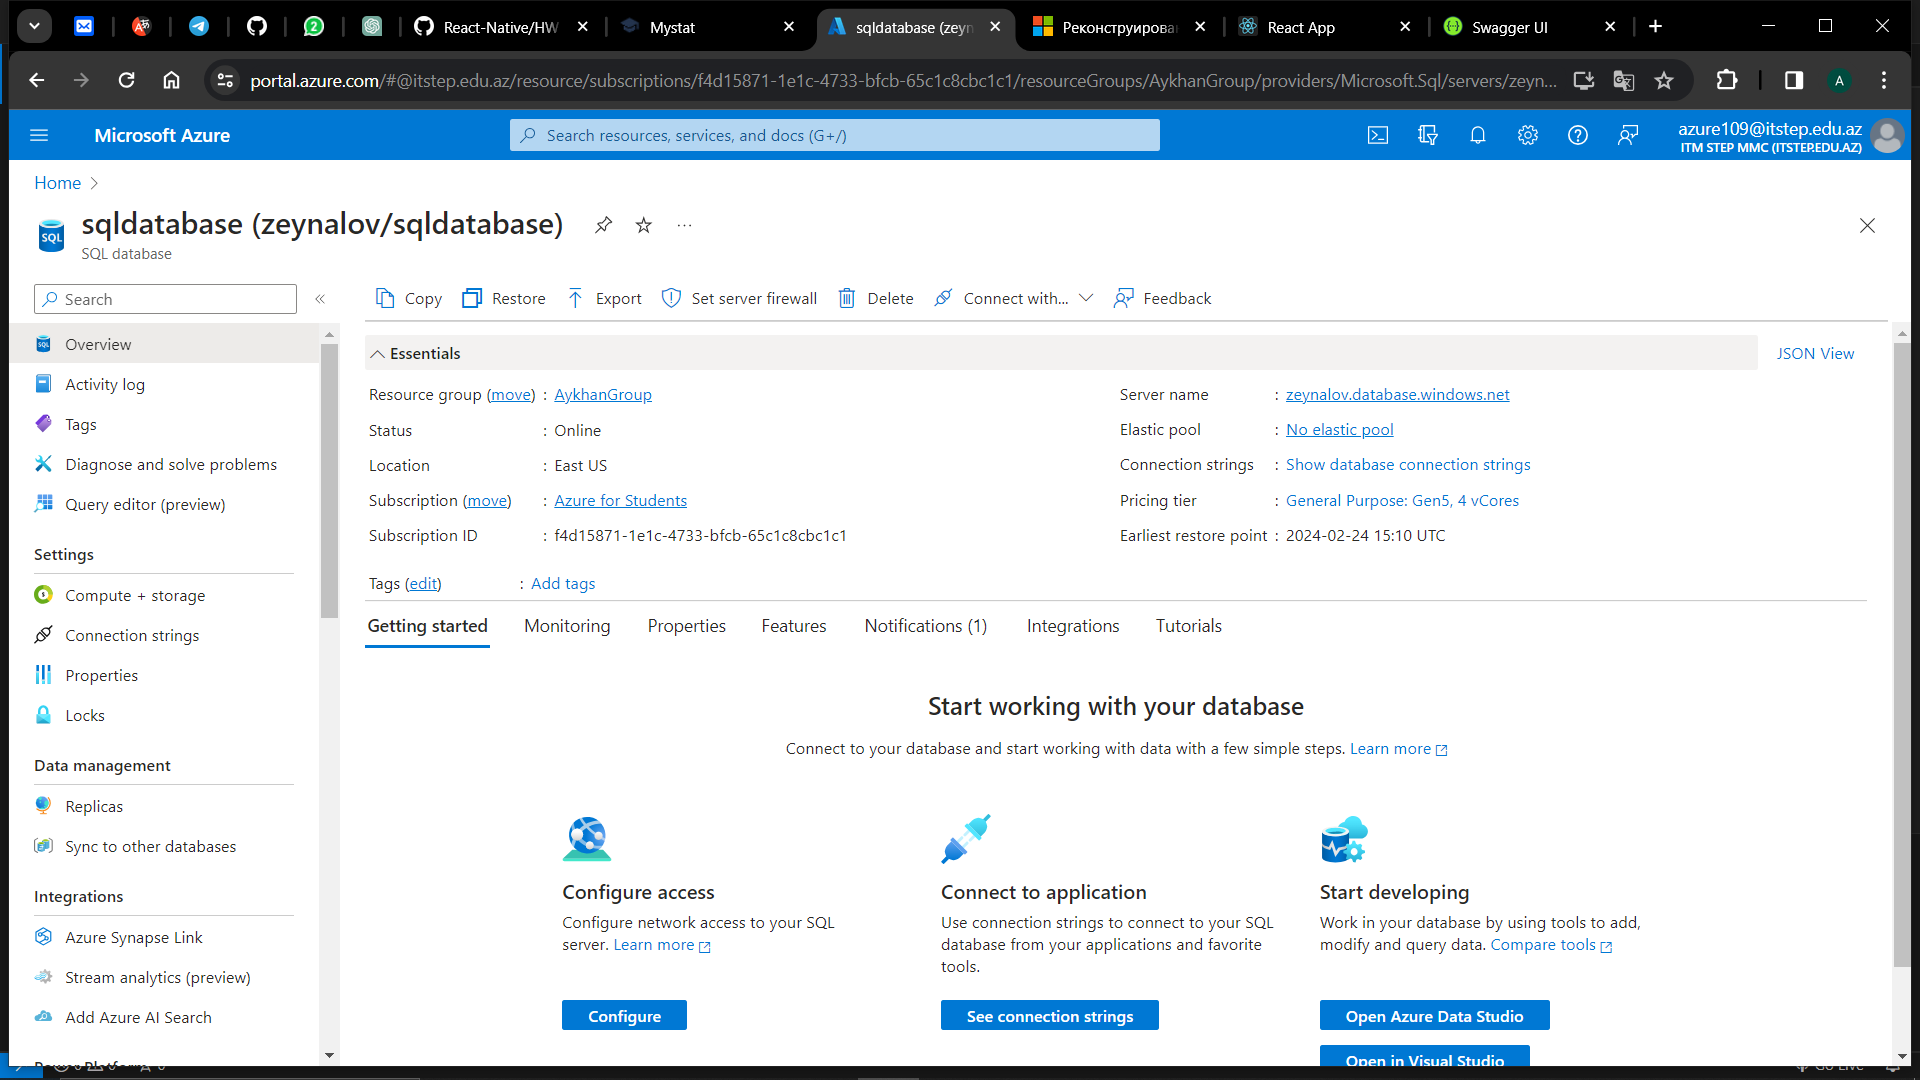 React-Native/HW
Mystat
sqldatabase (zeyn
Реконструирова
React App
Swagger UI
portal.azure.com/#@itstep.edu.az/resource/subscriptions/f4d15871-1e1c-4733-bfcb-65c1c8cbc1c1/resourceGroups/AykhanGroup/providers/Microsoft.Sql/servers/zeyn...
A
Microsoft Azure
Search resources, services, and docs (G+/)
azure109@itstep.edu.az
ITM STEP MMC (ITSTEP.EDU.AZ)
Home
sqldatabase (zeynalov/sqldatabase)
SQL database
Search
Copy
Restore
Export
Set server firewall
Delete
Connect with...
Feedback
Overview
Activity log
Tags
Diagnose and solve problems
Query editor (preview)
Settings
Compute + storage
Connection strings
Properties
Locks
Data management
Replicas
Sync to other databases
Integrations
Azure Synapse Link
Stream analytics (preview)
Add Azure AI Search
Power Platform
Essentials
JSON View
Resource group (move) : AykhanGroup
Status : Online
Location : East US
Subscription (move) : Azure for Students
Subscription ID : f4d15871-1e1c-4733-bfcb-65c1c8cbc1c1
Server name : zeynalov.database.windows.net
Elastic pool : No elastic pool
Connection strings : Show database connection strings
Pricing tier : General Purpose: Gen5, 4 vCores
Earliest restore point : 2024-02-24 15:10 UTC
Tags (edit) : Add tags
Getting started
Monitoring
Properties
Features
Notifications (1)
Integrations
Tutorials
Start working with your database
Connect to your database and start working with data with a few simple steps. Learn more
Configure access
Configure network access to your SQL
server. Learn more
Configure
Connect to application
Use connection strings to connect to your SQL
database from your applications and favorite
tools.
See connection strings
Start developing
Work in your database by using tools to add,
modify and query data. Compare tools
Open Azure Data Studio
Open in Visual Studio
Go Live